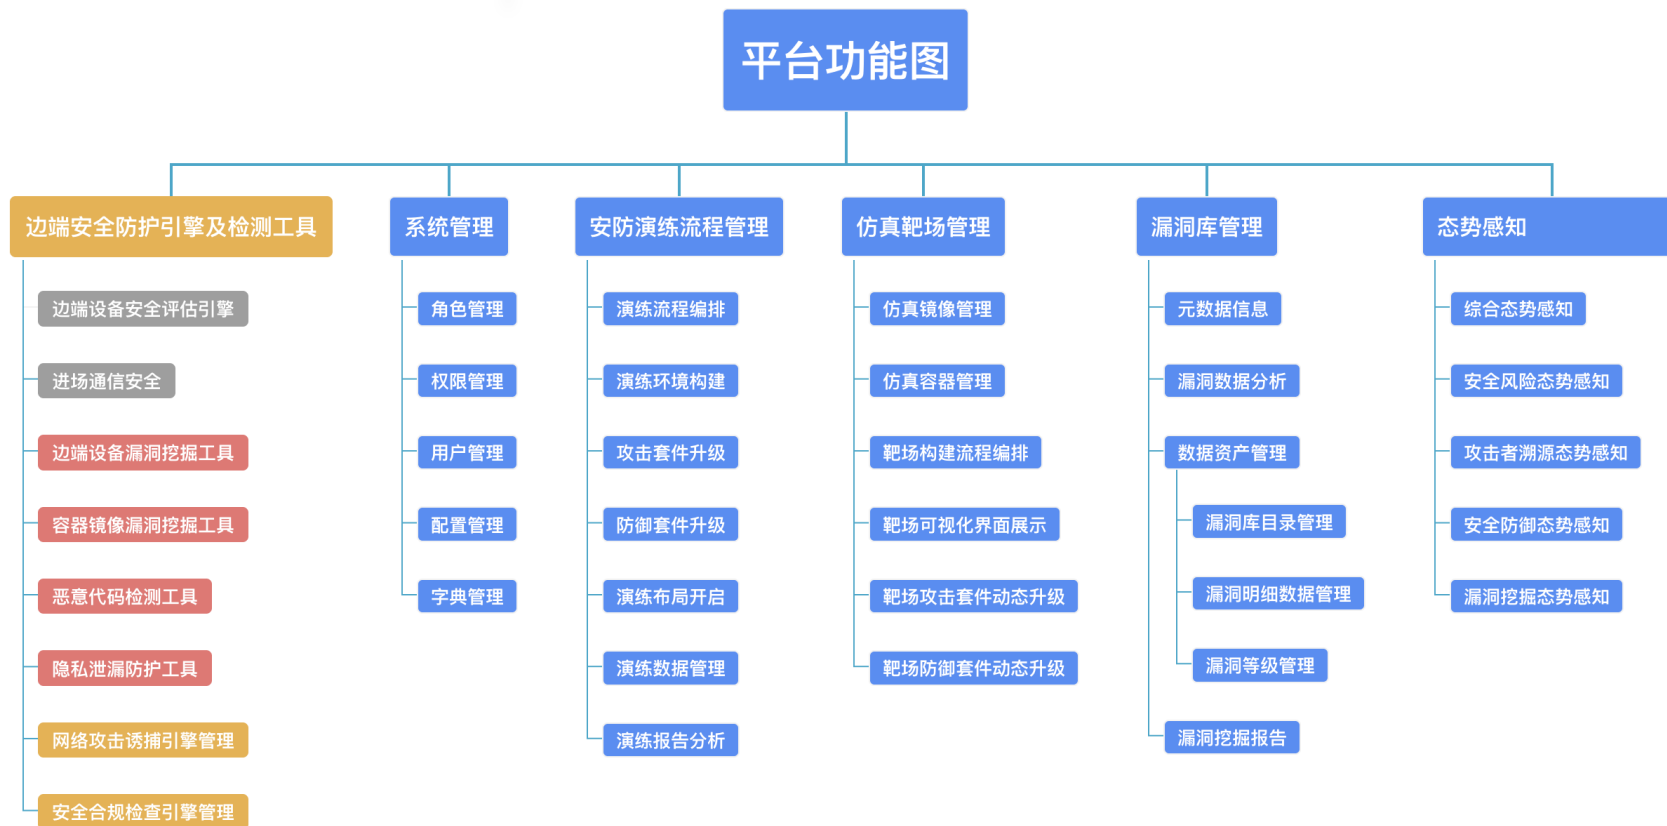 平台功能图
边端安全防护引擎及检测工具
边端设备安全评估引擎
进场通信安全
边端设备漏洞挖掘工具
容器镜像漏洞挖掘工具
恶意代码检测工具
隐私泄漏防护工具
网络攻击诱捕引擎管理
安全合规检查引擎管理
系统管理
角色管理
权限管理
用户管理
配置管理
字典管理
安防演练流程管理
演练流程编排
演练环境构建
攻击套件升级
防御套件升级
演练布局开启
演练数据管理
演练报告分析
仿真靶场管理
仿真镜像管理
仿真容器管理
靶场构建流程编排
靶场可视化界面展示
靶场攻击套件动态升级
靶场防御套件动态升级
漏洞库管理
元数据信息
漏洞数据分析
数据资产管理
漏洞库目录管理
漏洞明细数据管理
漏洞等级管理
漏洞挖掘报告
态势感知
综合态势感知
安全风险态势感知
攻击者溯源态势感知
安全防御态势感知
漏洞挖掘态势感知